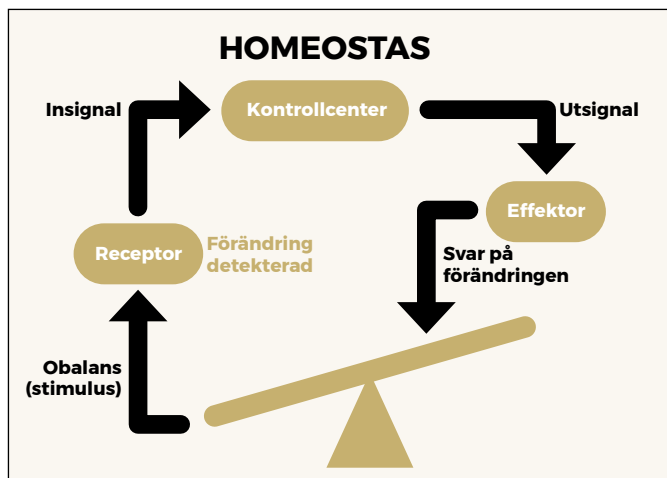 HOMEOSTAS
Insignal
Kontrollcenter
Utsignal
Effektor
Receptor
Förändring
detekterad
Svar på
förändringen
Obalans
(stimulus)